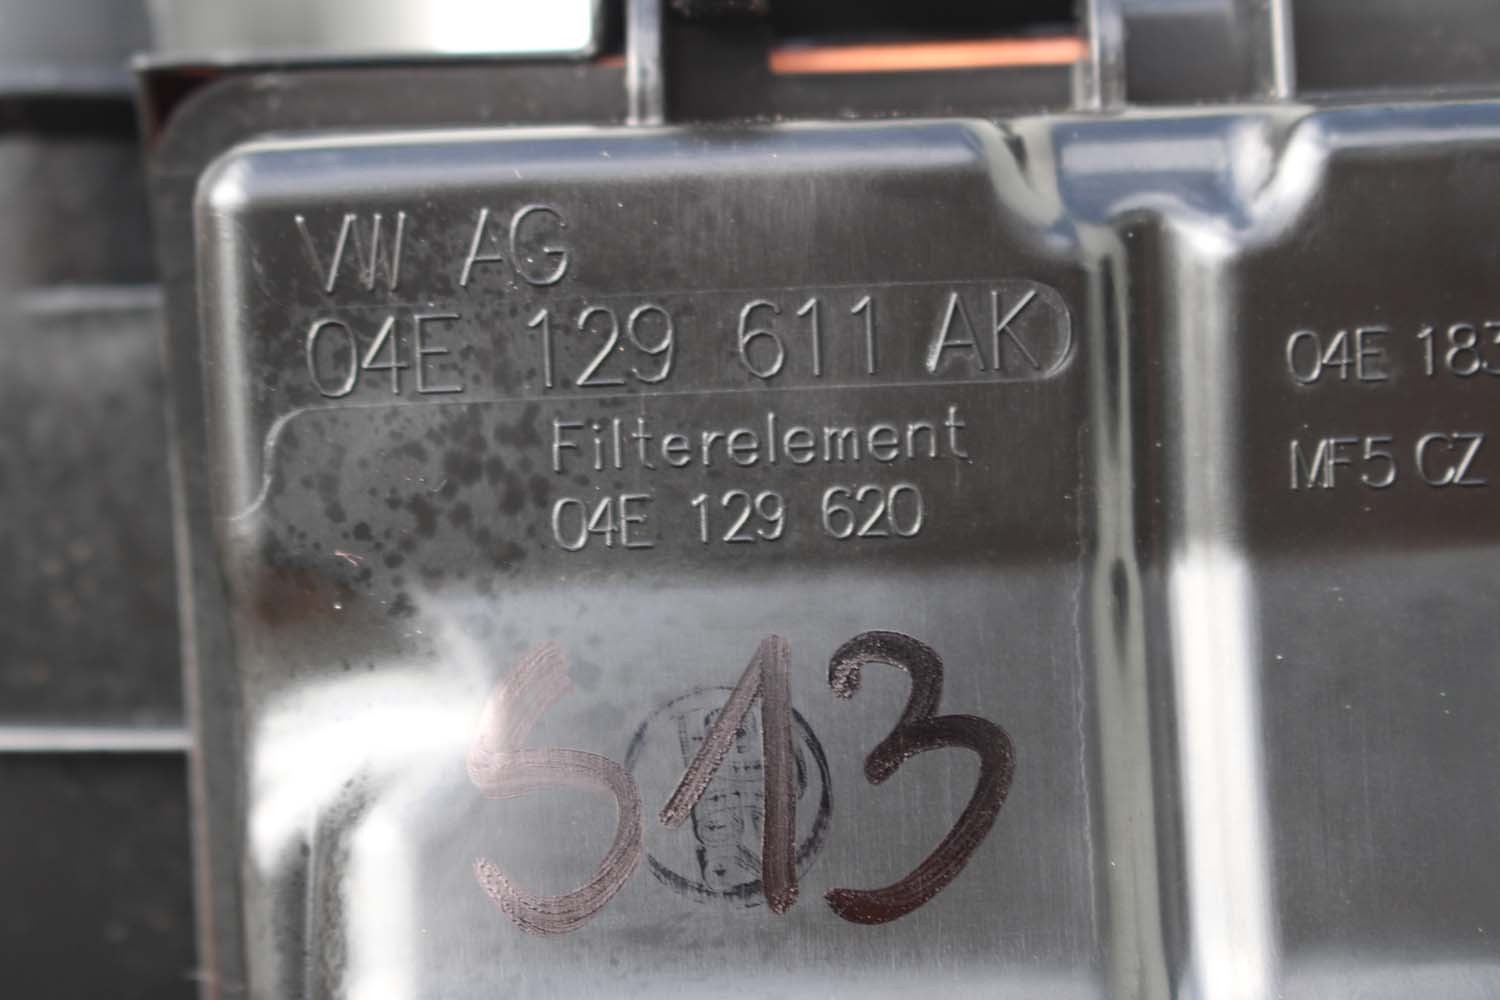 VW AG
04E 129 611 AK
Filterelement
04E 129 620
04E 183
MF5 CZ
S13